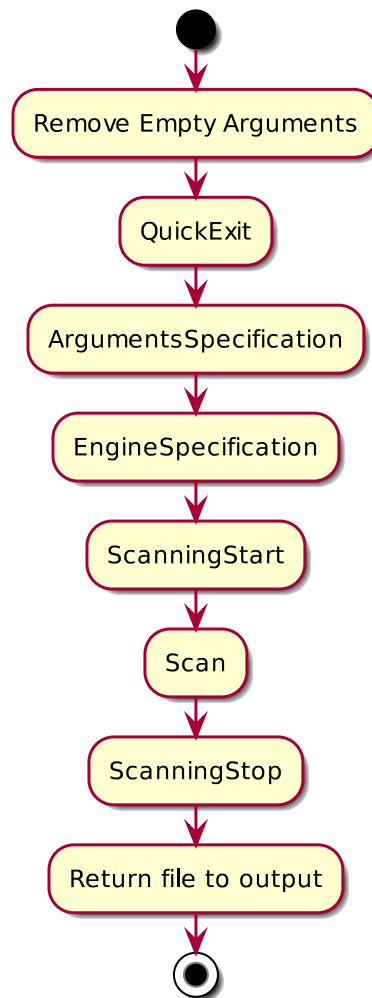 Remove Empty Arguments
QuickExit
ArgumentsSpecification
EngineSpecification
ScanningStart
Scan
ScanningStop
Return file to output